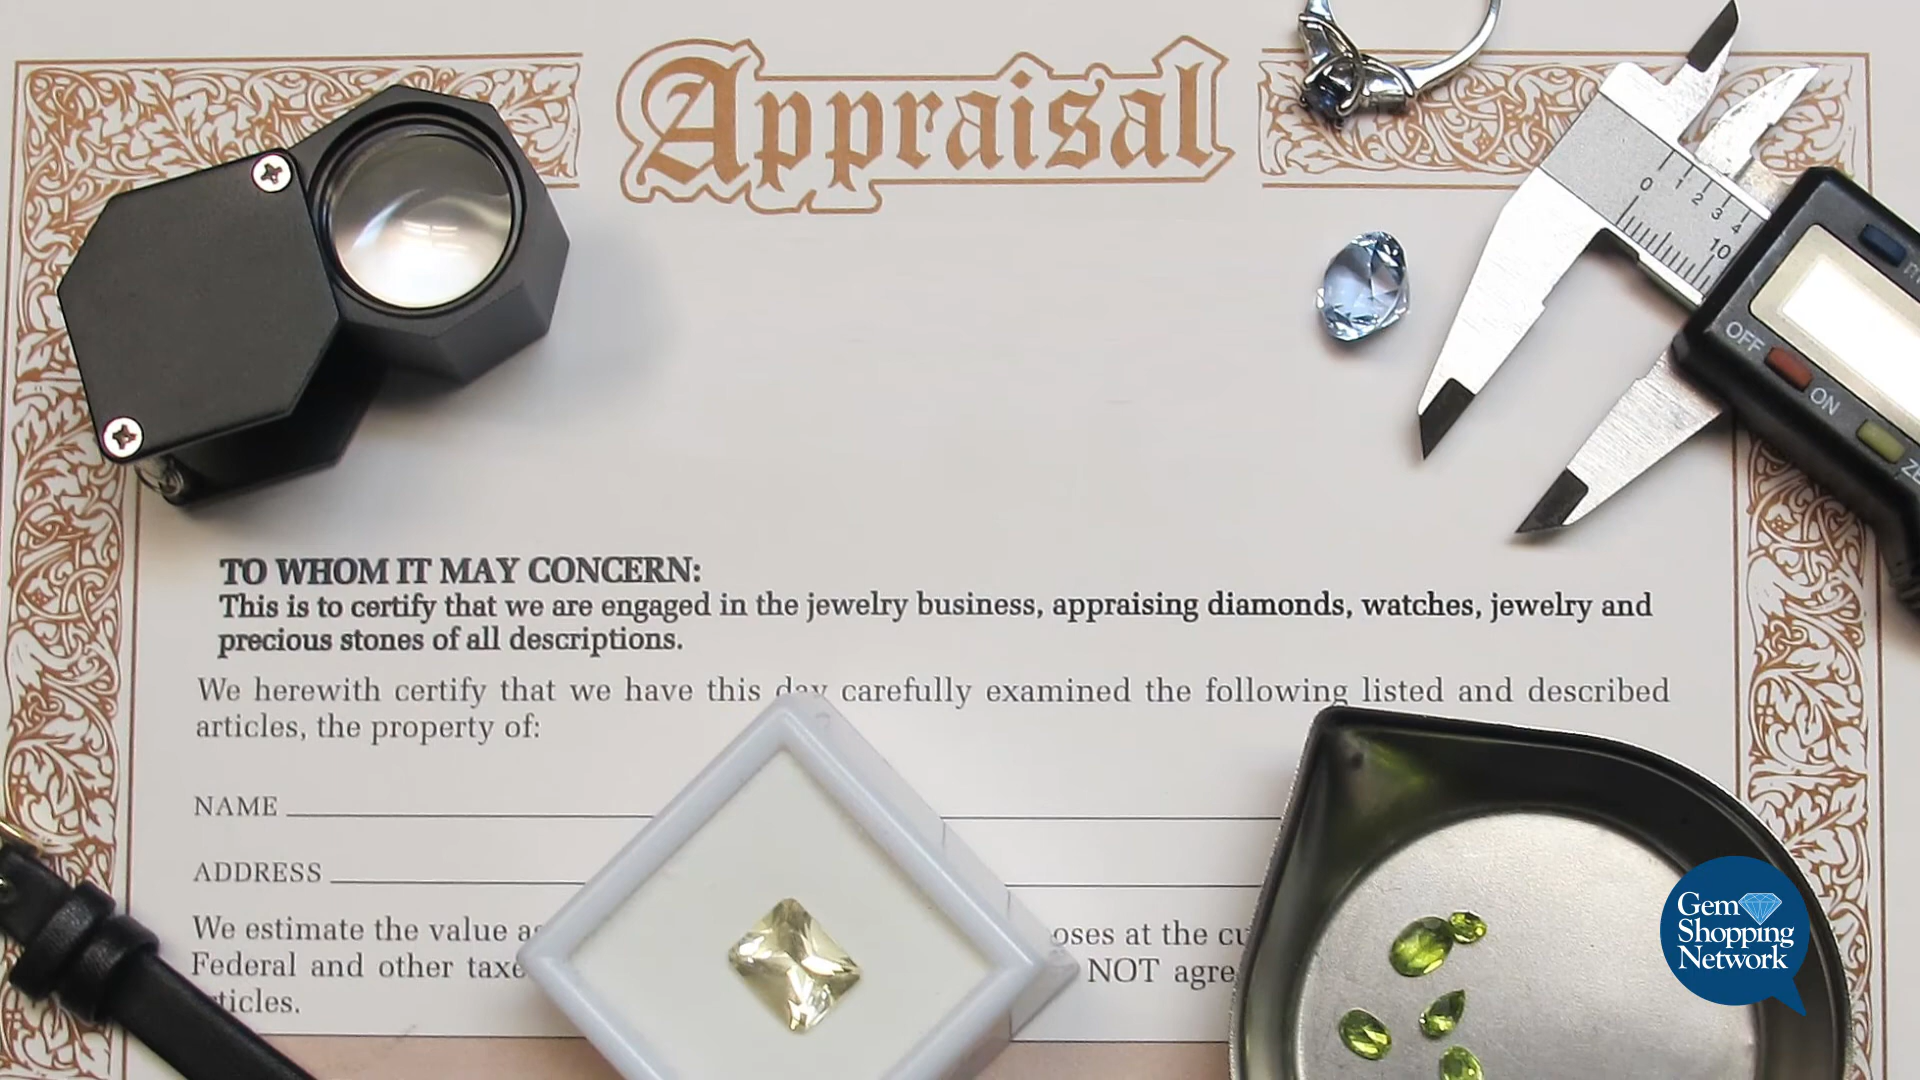 Appraisal
0 1 2 3 4
10
OFF
ON
TO WHOM IT MAY CONCERN:
This is to certify that we are engaged in the jewelry business, appraising diamonds, watches, jewelry and
precious stones of all descriptions.
We herewith certify that we have this day carefully examined the following listed and described
articles, the property of:
NAME
ADDRESS
We estimate the value
at the
Federal and other
NOT
Gem
Shopping
Network